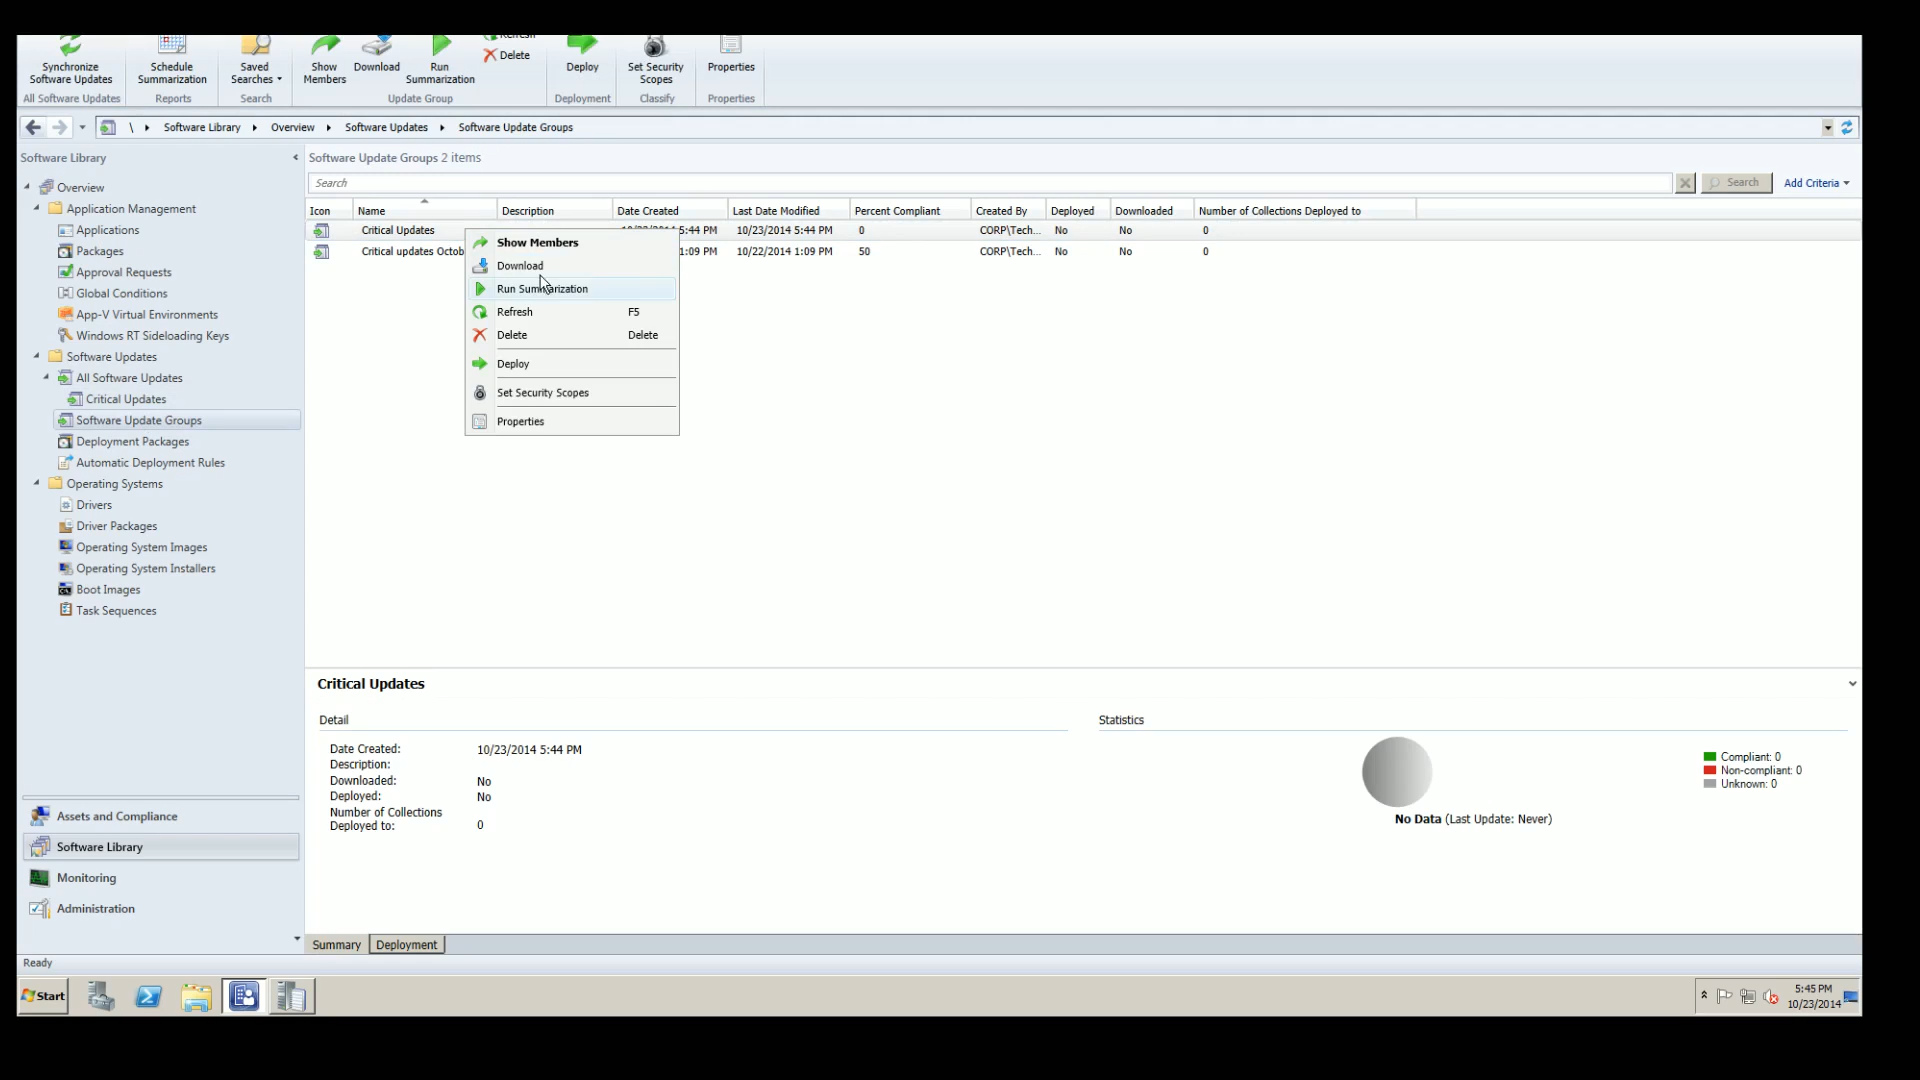 Refresh
Delete
Synchronize
Software Updates
Schedule
Summarization
Saved
Searches
Show
Members
Download
Run
Summarization
Deploy
Set Security
Scopes
Properties
All Software Updates
Reports
Search
Update Group
Deployment
Classify
Properties
\ Software Library Overview Software Updates Software Update Groups
Software Library
Software Update Groups 2 items
Search
Search
Add Criteria
Overview
Application Management
Applications
Packages
Approval Requests
Global Conditions
App-V Virtual Environments
Windows RT Sideloading Keys
Software Updates
All Software Updates
Critical Updates
Software Update Groups
Deployment Packages
Automatic Deployment Rules
Operating Systems
Drivers
Driver Packages
Operating System Images
Operating System Installers
Boot Images
Task Sequences
Icon Name Description Date Created Last Date Modified Percent Compliant Created By Deployed Downloaded Number of Collections Deployed to
Critical Updates 5:44 PM 10/23/2014 5:44 PM 0 CORP\Tech... No No 0
Critical updates Octob 1:09 PM 10/22/2014 1:09 PM 50 CORP\Tech... No No 0
Show Members
Download
Run Summarization
Refresh F5
Delete Delete
Deploy
Set Security Scopes
Properties
Critical Updates
Detail
Date Created: 10/23/2014 5:44 PM
Description:
Downloaded: No
Deployed: No
Number of Collections
Deployed to: 0
Statistics
Compliant: 0
Non-compliant: 0
Unknown: 0
No Data (Last Update: Never)
Assets and Compliance
Software Library
Monitoring
Administration
Summary Deployment
Ready
Start
5:45 PM
10/23/2014